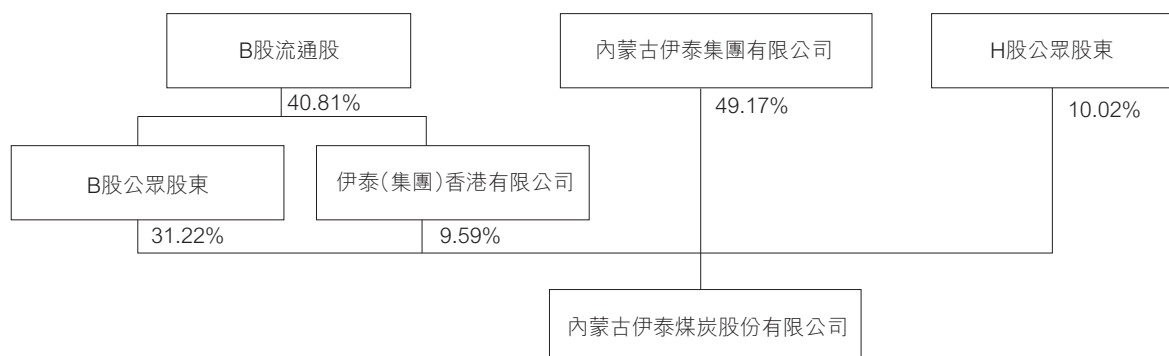 B股流通股
內蒙古伊泰集團有限公司
H股公眾股東
40.81%
49.17%
10.02%
B股公眾股東
伊泰(集團)香港有限公司
31.22%
9.59%
內蒙古伊泰煤炭股份有限公司